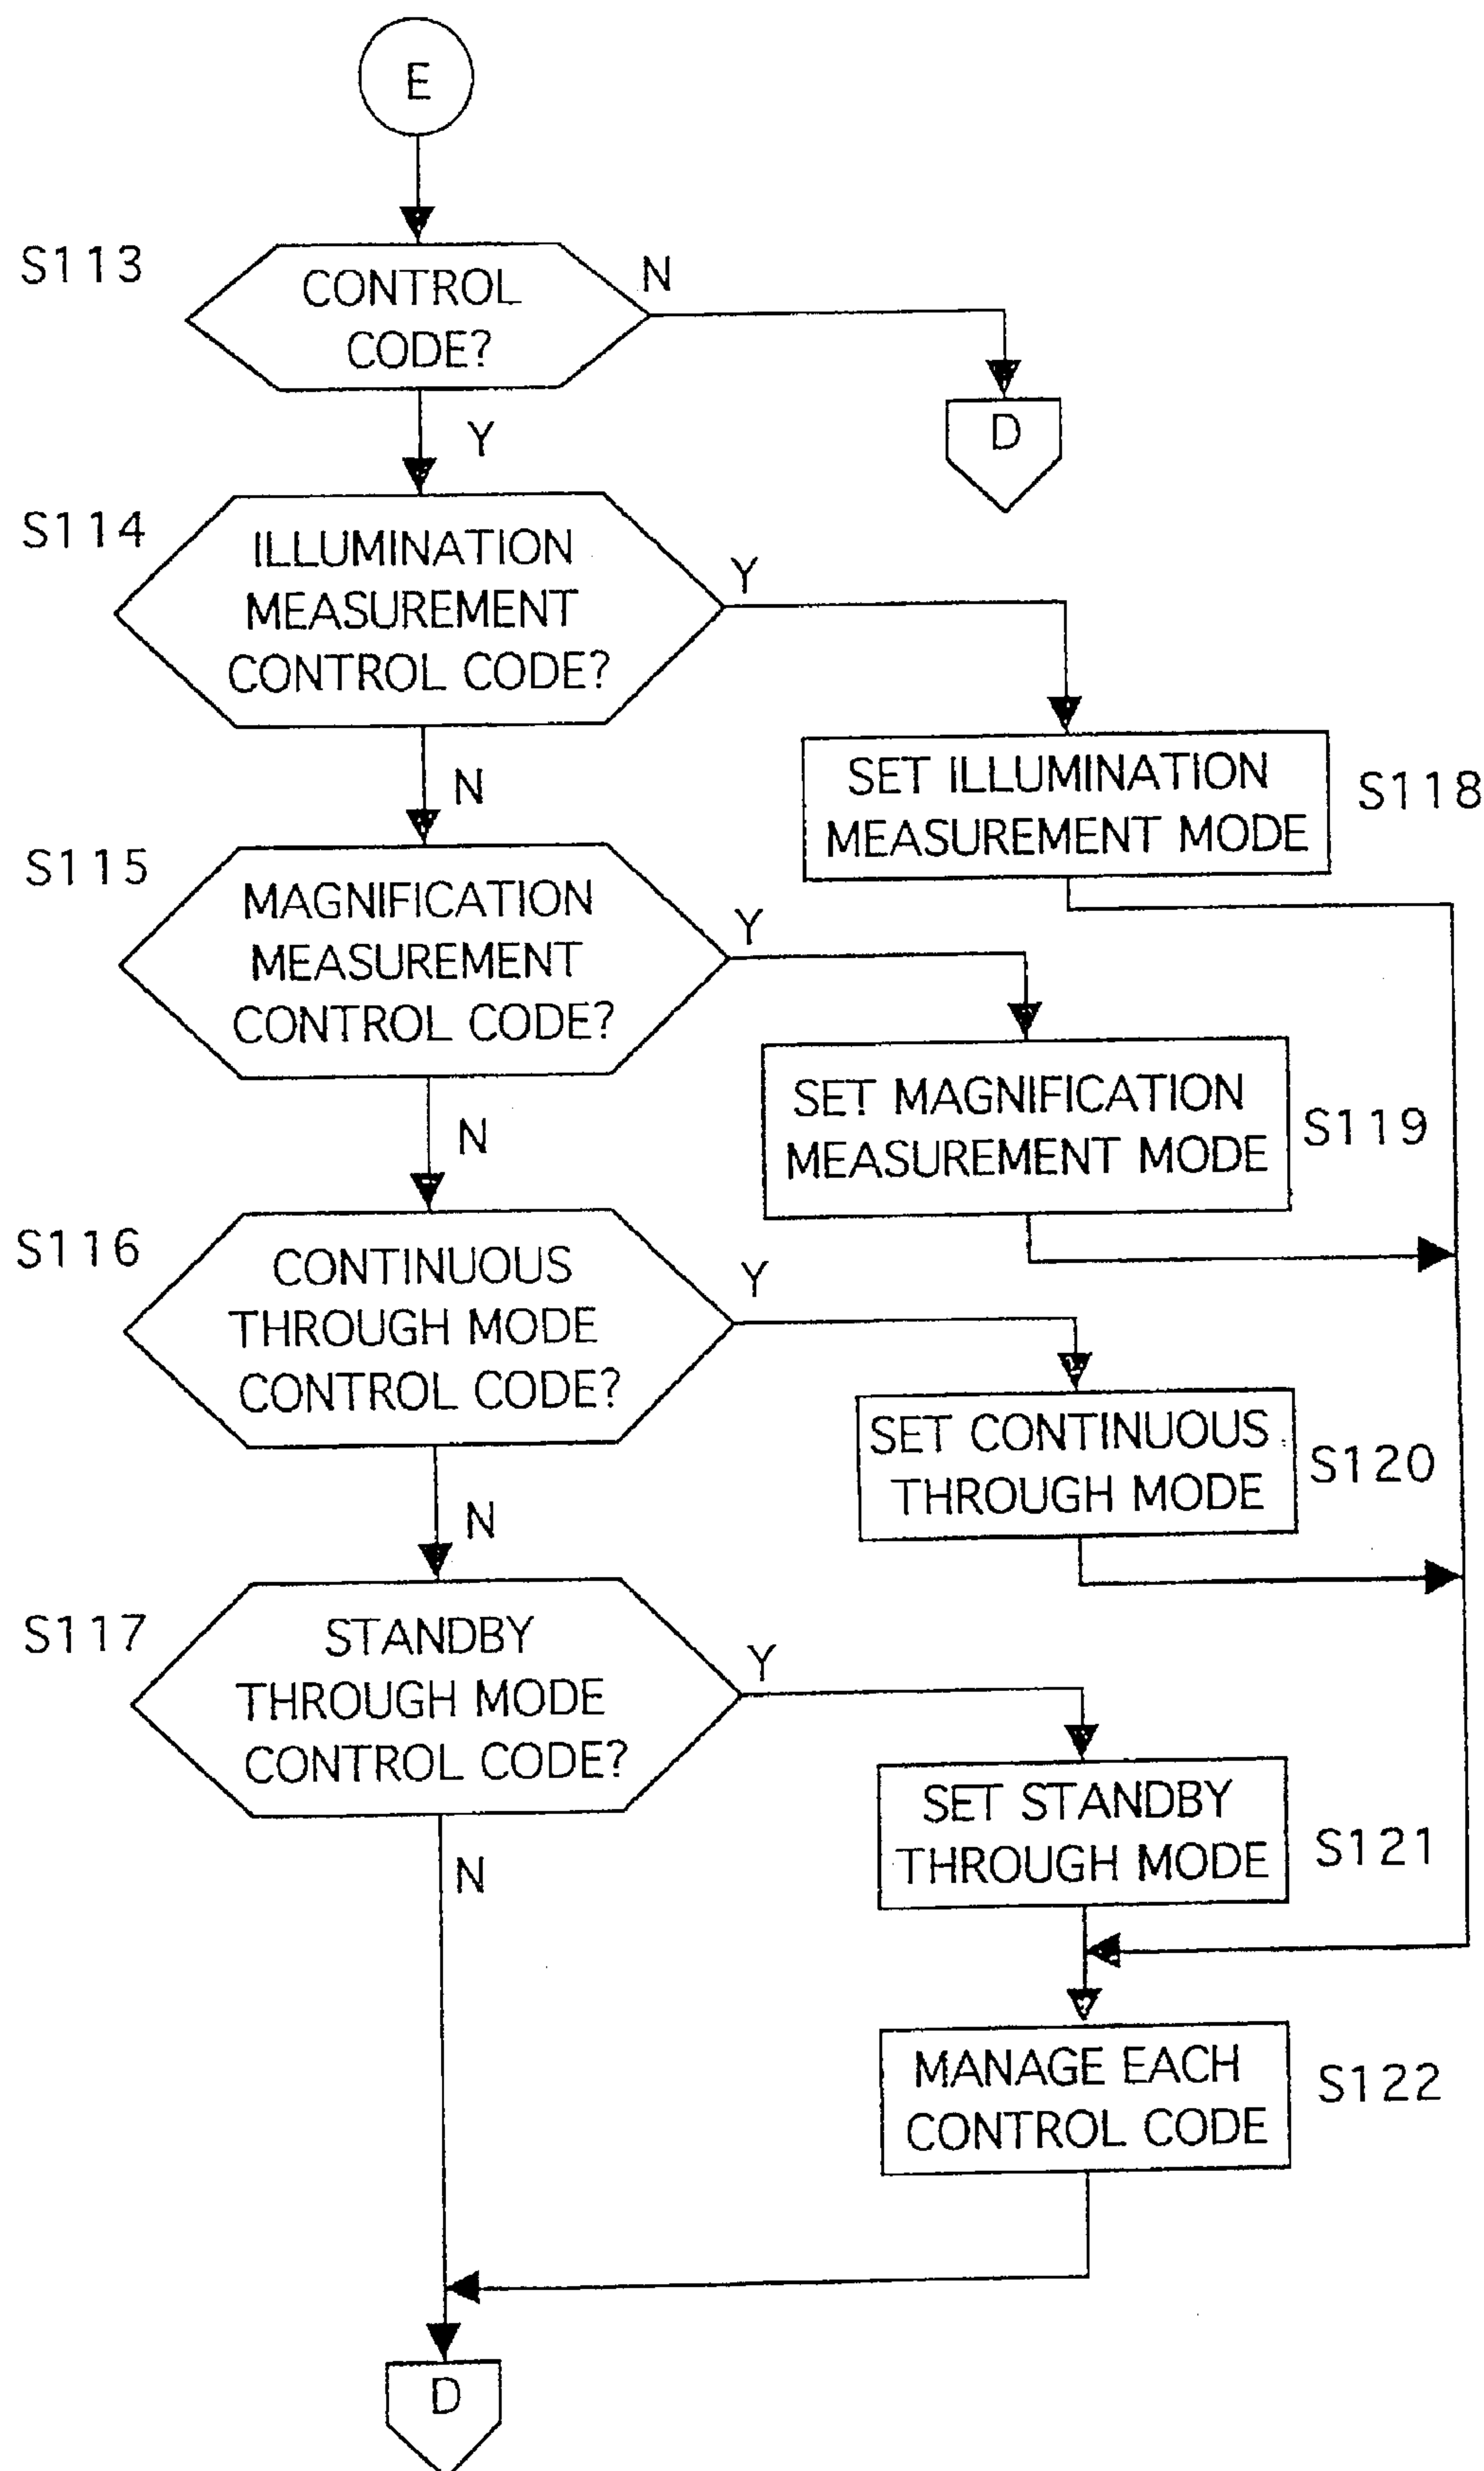 E
S113
CONTROL
CODE?
N
D
Y
S114
ILLUMINATION
MEASUREMENT
CONTROL CODE?
Y
SET ILLUMINATION
MEASUREMENT MODE
S118
N
S115
MAGNIFICATION
MEASUREMENT
CONTROL CODE?
Y
SET MAGNIFICATION
MEASUREMENT MODE
S119
N
S116
CONTINUOUS
THROUGH MODE
CONTROL CODE?
Y
SET CONTINUOUS
THROUGH MODE
S120
N
S117
STANDBY
THROUGH MODE
CONTROL CODE?
Y
SET STANDBY
THROUGH MODE
S121
N
MANAGE EACH
CONTROL CODE
S122
D